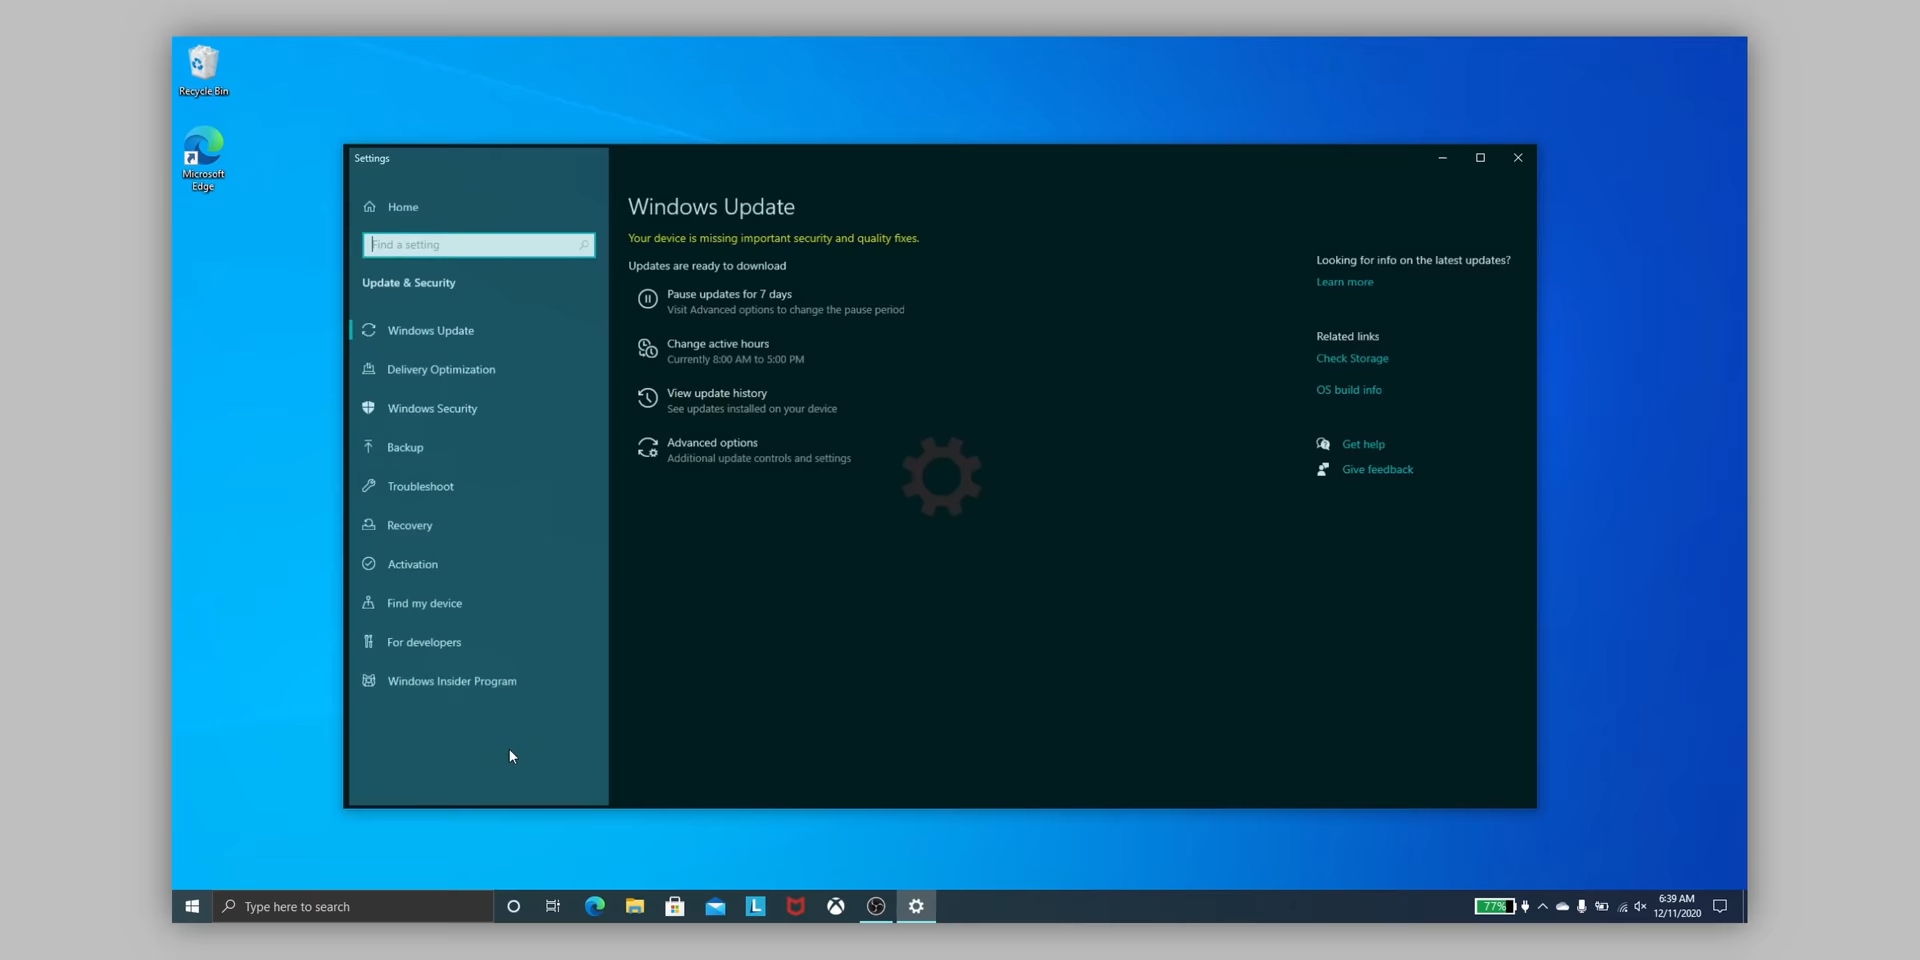 Recycle Bin
Microsoft
Edge
Settings
Home
Find a setting
Update & Security
Windows Update
Delivery Optimization
Windows Security
Backup
Troubleshoot
Recovery
Activation
Find my device
For developers
Windows Insider Program
Windows Update
Your device is missing important security and quality fixes.
Updates are ready to download
Pause updates for 7 days
Visit Advanced options to change the pause period
Change active hours
Currently 8:00 AM to 5:00 PM
View update history
See updates installed on your device
Advanced options
Additional update controls and settings
Looking for info on the latest updates?
Learn more
Related links
Check Storage
OS build info
Get help
Give feedback
Type here to search
L
77%
6:39 AM
12/11/2020